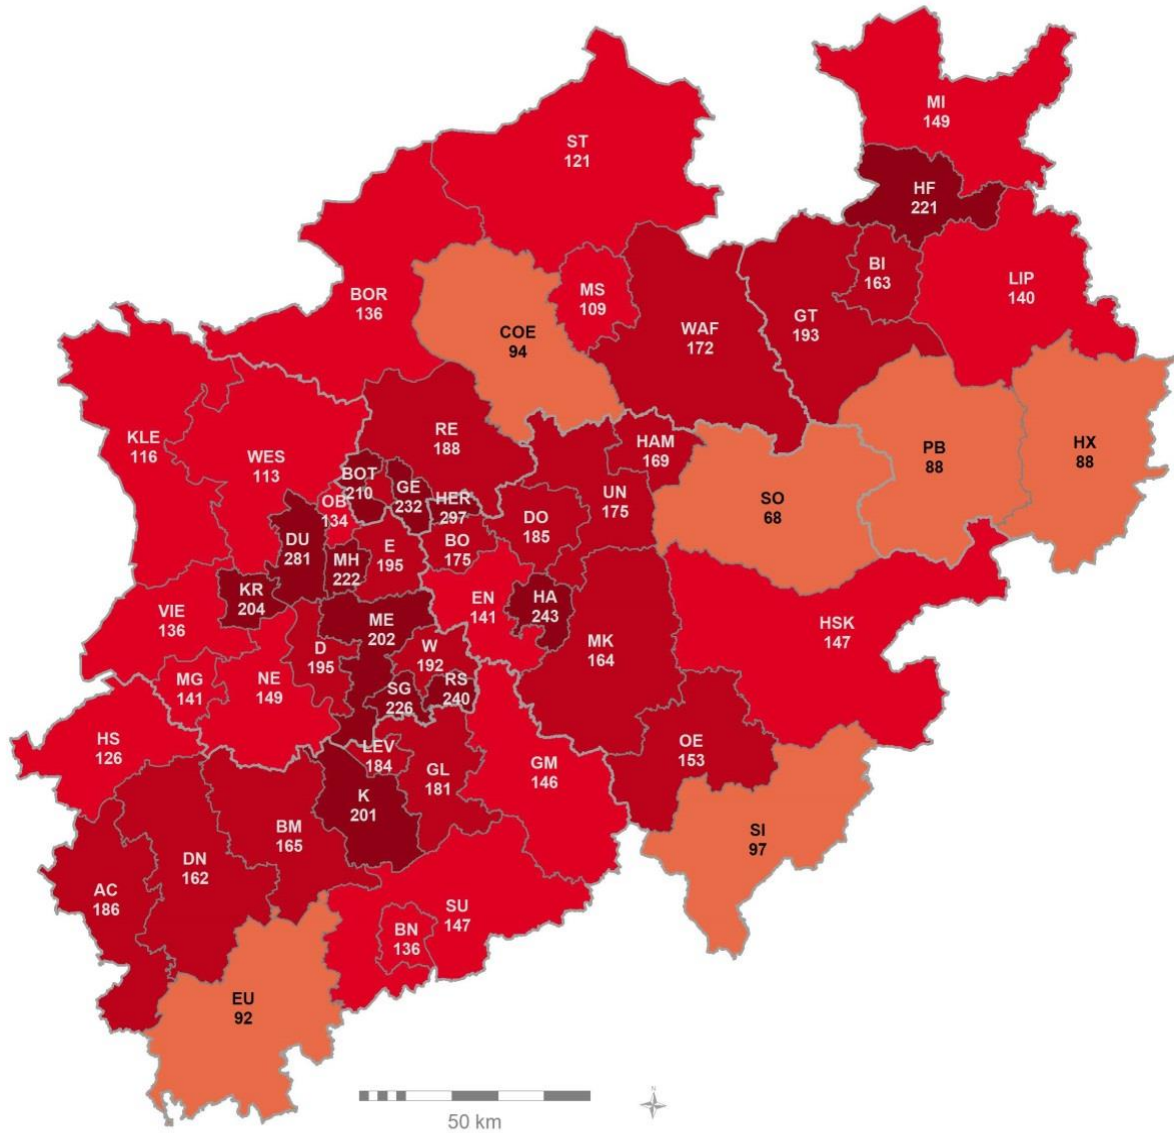 MI
149
ST
121
HF
221
BI
163
LIP
140
BOR
136
MS
109
COE
94
WAF
172
GT
193
KLE
116
WES
113
RE
188
HAM
169
PB
88
HX
88
BOT
210
GE
232
HER
297
OB
134
UN
175
SO
68
DO
185
DU
281
MH
222
E
195
BO
175
KR
204
VIE
136
EN
141
HA
243
HSK
147
ME
202
MK
164
D
195
W
192
MG
141
NE
149
SG
226
RS
240
HS
126
LEV
184
GL
181
GM
146
OE
153
K
201
BM
165
SI
97
DN
162
AC
186
SU
147
BN
136
EU
92
N
50 km